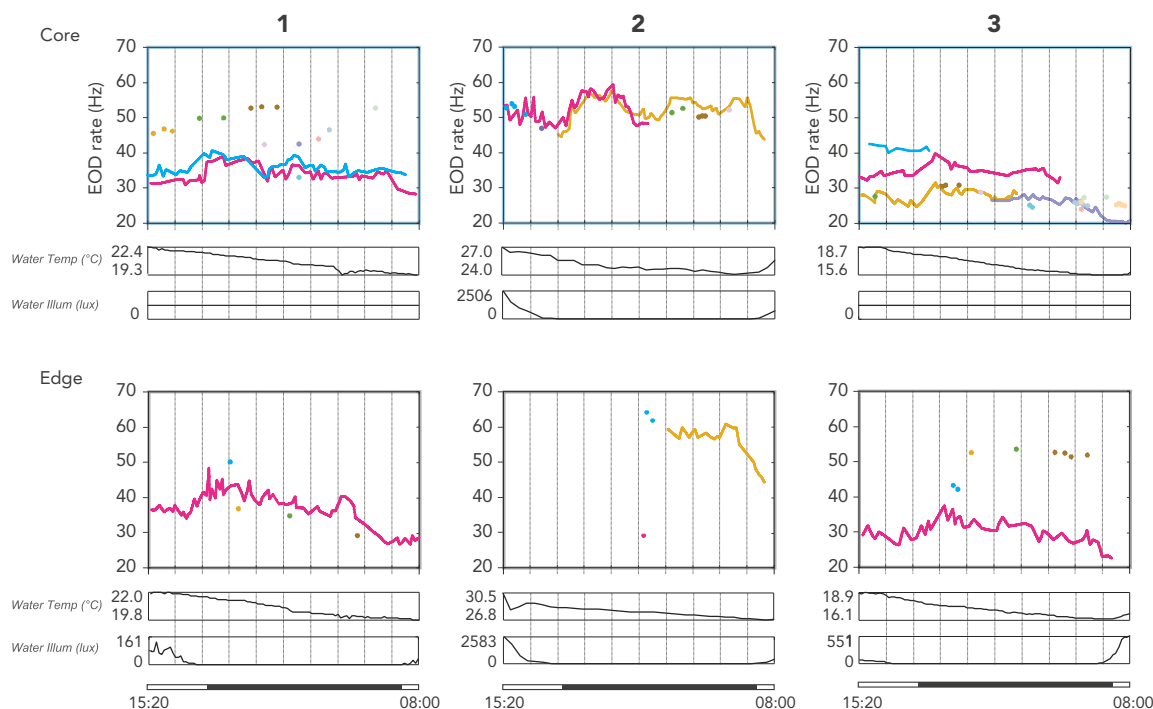 1 2 3
Core
70 70 70
60 60 60
50 50 50
40 40 40
30 30 30
20 20 20
EOD rate (Hz) EOD rate (Hz) EOD rate (Hz)
Water Temp (°C) 22.4 27.0 18.7
19.3 24.0 15.6
Water Illum (lux) 2506
0 0 0
Edge
70 70 70
60 60 60
50 50 50
40 40 40
30 30 30
20 20 20
Water Temp (°C) 22.0 30.5 18.9
19.8 26.8 16.1
Water Illum (lux) 161 2583 551
0 0 0
15:20 08:00 15:20 08:00 15:20 08:00